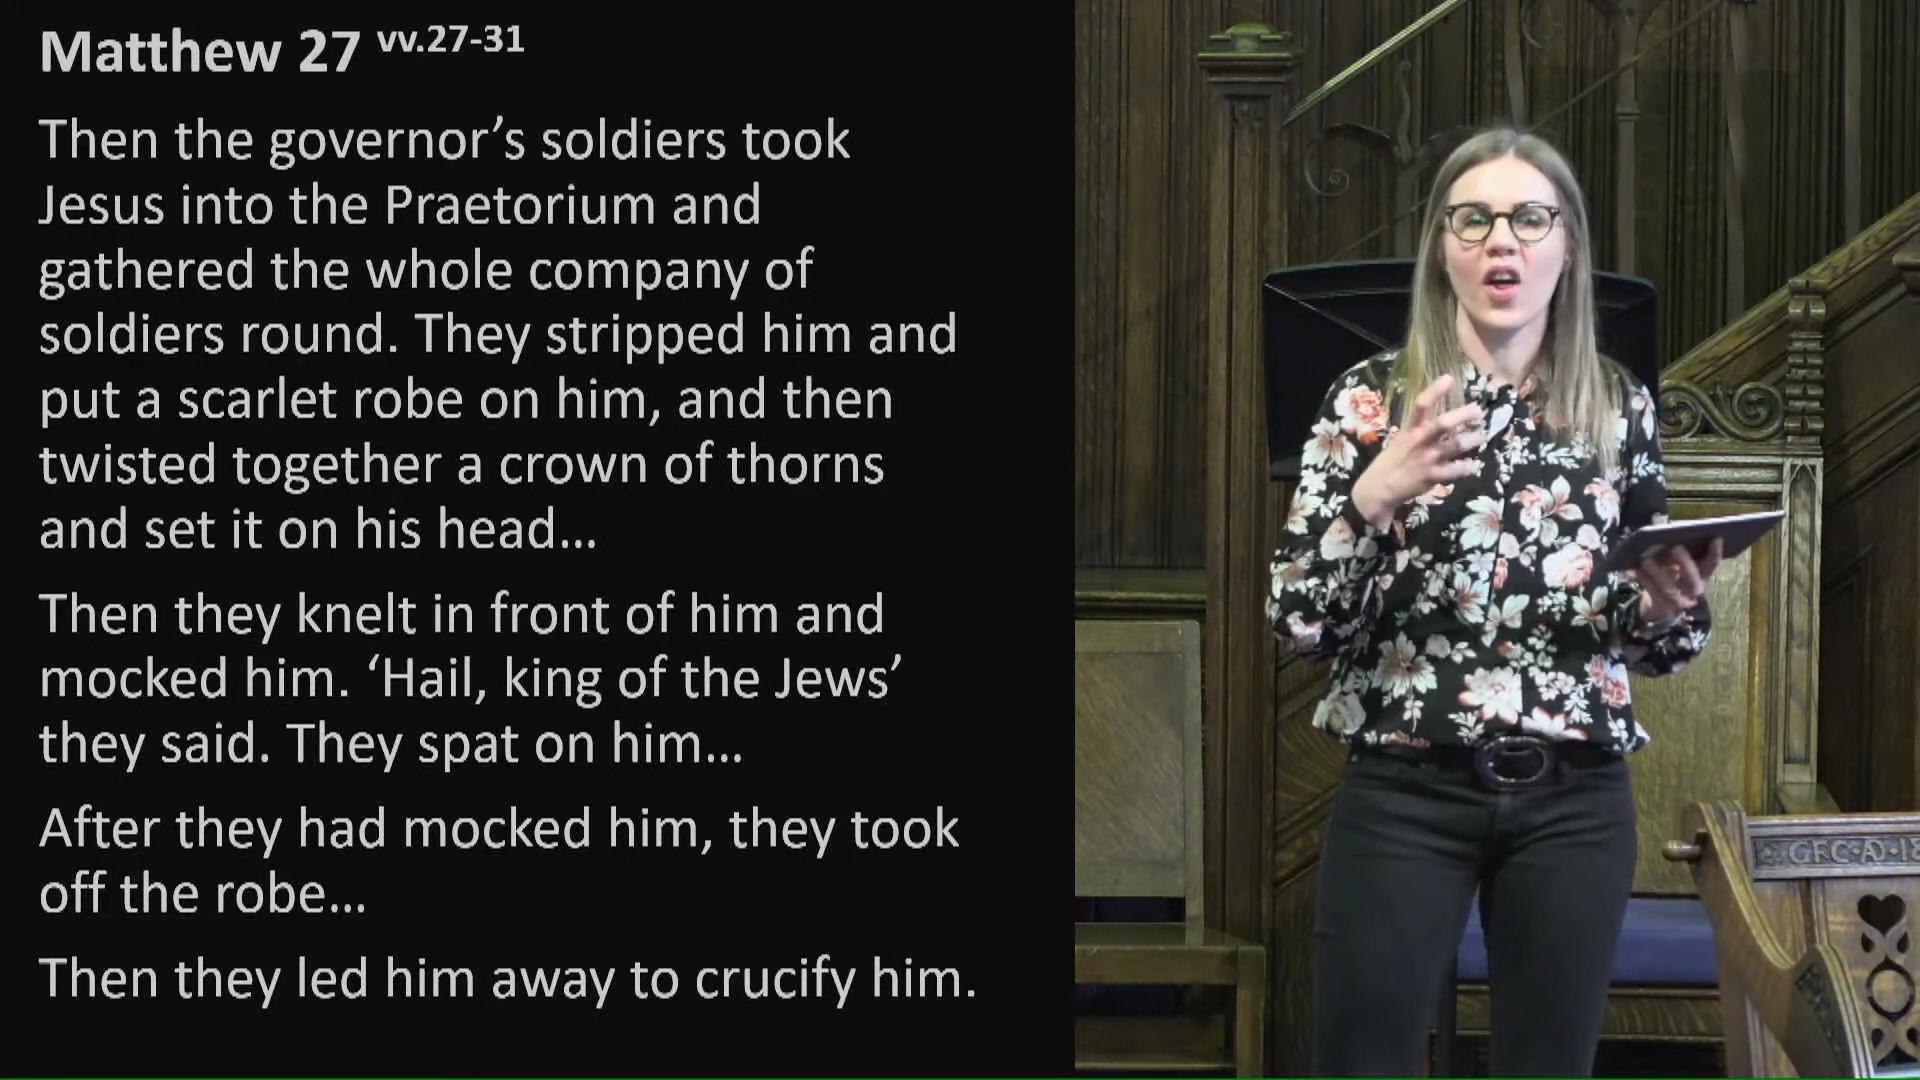 Matthew 27 vv.27-31
Then the governor’s soldiers took
Jesus into the Praetorium and
gathered the whole company of
soldiers round. They stripped him and
put a scarlet robe on him, and then
twisted together a crown of thorns
and set it on his head…
Then they knelt in front of him and
mocked him. ‘Hail, king of the Jews’
they said. They spat on him…
After they had mocked him, they took
off the robe…
Then they led him away to crucify him.
GFC·AD·18